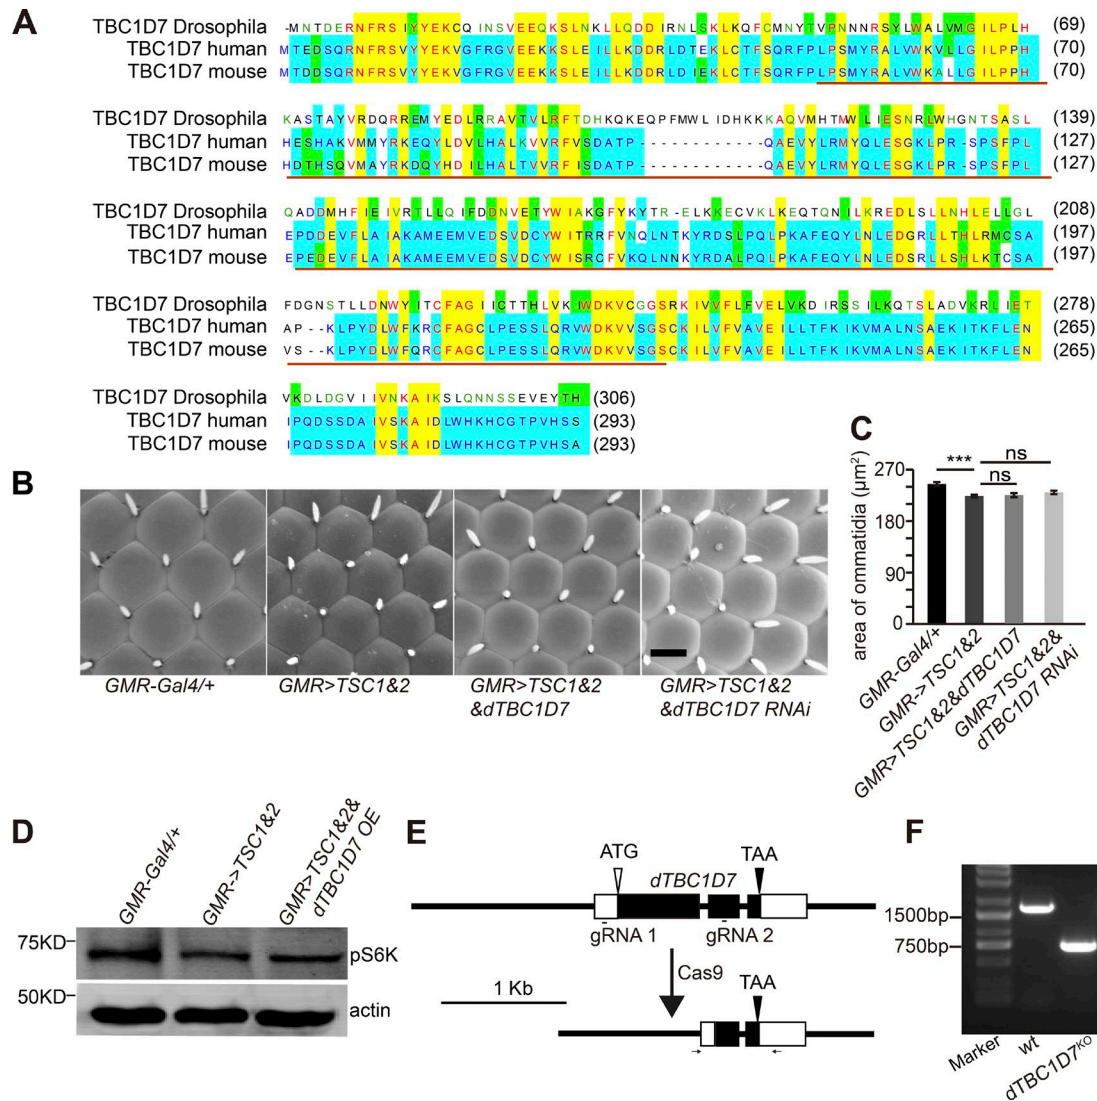 A
TBC1D7 Drosophila -MNTDERNFRSIYYEKCQINSVEEQKSLNKLLQDDIRNLSKLKQFCMNYTVPNNNRSYLWALVMGILPLH (69)
TBC1D7 human MTEDSQRNFRSVYYEKVGFRGVEEKKSLEILLKDDRLDTEKLCTFSQRFPLPSMYRALVWKVLLGILPPH (70)
TBC1D7 mouse MTDDSQRNFRSVYYEKVGFRGVEEKKSLEILLKDDRLDIEKLCTFSQRFPLPSMYRALVWKALLGILPPH (70)
TBC1D7 Drosophila KASTAYVRDQRREMYEDLRRAVTVLRFTDHKQKEQPFMWLIDHKKKAQVMHTMWLIESNRLWHGNTSASL (139)
TBC1D7 human HESHAKVMMYRKEQYLDVLHALKVVRFVSDATP------------QAEVYLRMYQLESGKLPR-SPSFPL (127)
TBC1D7 mouse HDTHSQVMAYRKDQYHDILHALTVVRFISDATP------------QAEVYLRMYQLESGKLPR-SPSFPL (127)
TBC1D7 Drosophila QADDMHFIEIVRTLLQIFDDNVETYWIAKGFYKYTR-ELKKECVKLKEQTQNILKREDLSLLNHLELLGL (208)
TBC1D7 human EPDDEVFLAIAKAMEEMVEDSVDCYWITRRFVNQLNTKYRDSLPQLPKAFEQYLNLEDGRLLTHLRMCSA (197)
TBC1D7 mouse EPEDEVFLAIAKAMEEMVEDSVDCYWISRCFVKQLNNKYRDALPQLPKAFEQYLNLEDSRLLSHLKTCSA (197)
TBC1D7 Drosophila FDGNSTLLDNWYITCFAGIICTTHLVKIWDKVCGGSRKIVVFLFVELVKDIRSSILKQTSLADVKRLIET (278)
TBC1D7 human AP--KLPYDLWFKRCFAGCLPESSLQRVWDKVVSGSCKILVFVAVEILLTFKIKVMALNSAEKITKFLEN (265)
TBC1D7 mouse VS--KLPYDLWFQRCFAGCLPESSLQRVWDKVVSGSCKILVFVAVEILLTFKIKVMALNSAEKITKFLEN (265)
TBC1D7 Drosophila VKDLDGVIIVNKAIKSLQNNSSEVEYTH (306)
TBC1D7 human IPQDSSDAIVSKAIDLWHKHCGTPVHSS (293)
TBC1D7 mouse IPQDSSDAIVSKAIDLWHKHCGTPVHSA (293)
B
GMR-Gal4/+
GMR>TSC1&2
GMR>TSC1&2
&dTBC1D7
GMR>TSC1&2
&dTBC1D7 RNAi
C
area of ommatidia (µm²)
270
180
90
0
***
ns
ns
GMR-Gal4/+
GMR->TSC1&2
GMR>TSC1&2&dTBC1D7
GMR>TSC1&2&
dTBC1D7 RNAi
D
GMR-Gal4/+
GMR->TSC1&2
GMR>TSC1&2&
dTBC1D7 OE
75KD
pS6K
50KD
actin
E
ATG
dTBC1D7
TAA
gRNA 1
gRNA 2
Cas9
1 Kb
TAA
F
1500bp
750bp
Marker
wt
dTBC1D7KO